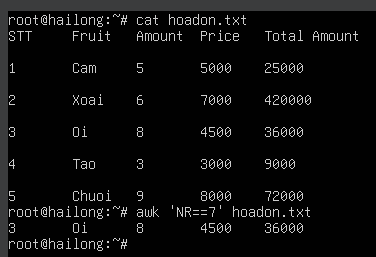 root@hailong:~# cat hoadon.txt
STT Fruit Amount Price Total Amount
1 Cam 5 5000 25000
2 Xoai 6 7000 420000
3 Oi 8 4500 36000
4 Tao 3 3000 9000
5 Chuoi 9 8000 72000
root@hailong:~# awk 'NR==7' hoadon.txt
3 Oi 8 4500 36000
root@hailong:~#